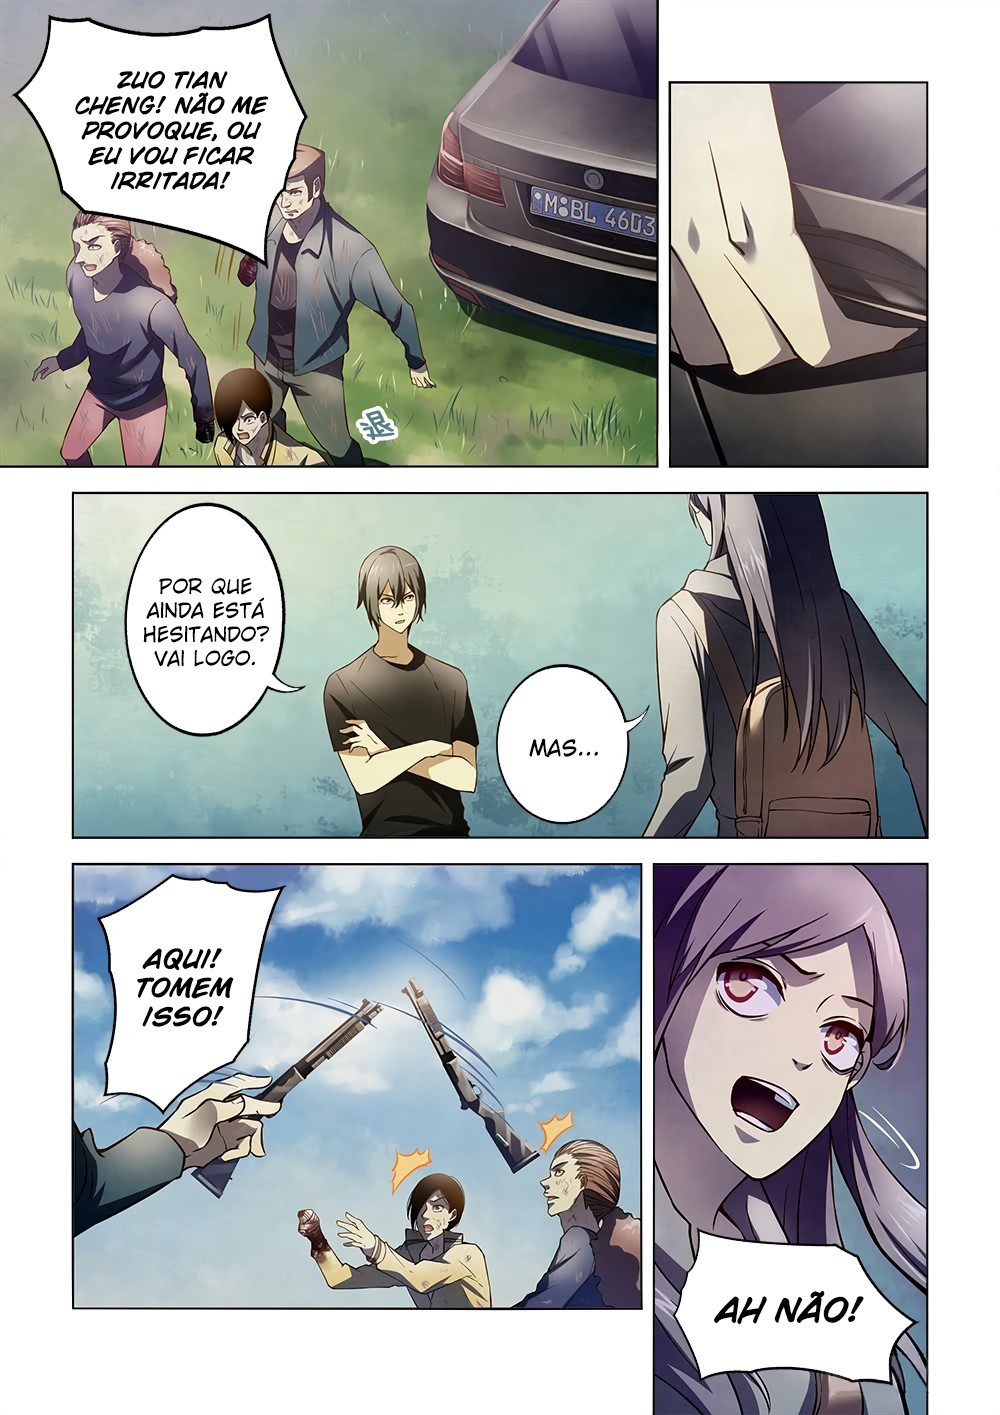 ZUO TIAN
CHENG! NÃO ME
PROVOQUE, OU
EU VOU FICAR
IRRITADA!
M BL 4603
退
POR QUE
AINDA ESTÁ
HESITANDO?
VAI LOGO.
MAS...
AQUI!
TOMEM
ISSO!
AH NÃO!